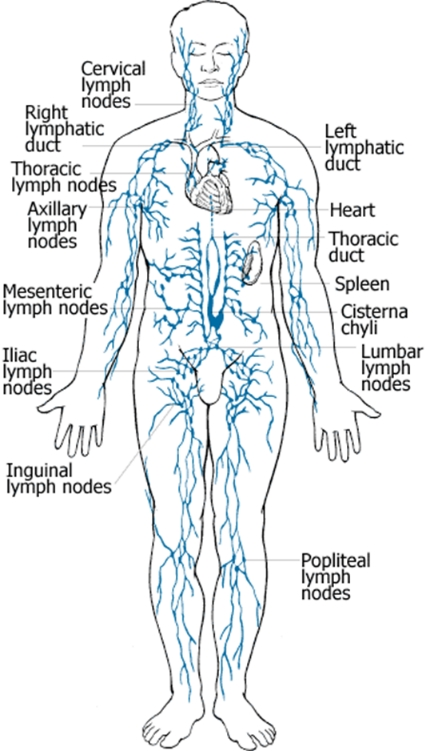 Cervical
lymph
nodes
Right
lymphatic
duct
Thoracic
lymph nodes
Axillary
lymph
nodes
Mesenteric
lymph nodes
Iliac
lymph
nodes
Inguinal
lymph nodes
Left
lymphatic
duct
Heart
Thoracic
duct
Spleen
Cisterna
chyli
Lumbar
lymph
nodes
Popliteal
lymph
nodes